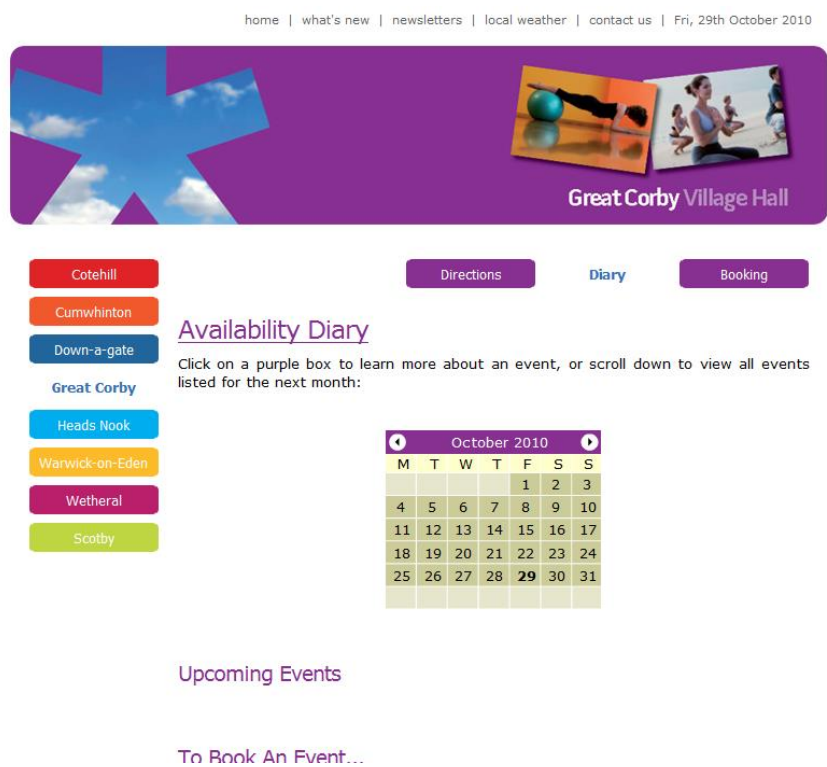 home | what's new | newsletters | local weather | contact us | Fri, 29th October 2010
Great Corby Village Hall
Cotehill
Cumwhinton
Down-a-gate
Great Corby
Heads Nook
Warwick-on-Eden
Wetheral
Scotby
Directions Diary Booking
Availability Diary
Click on a purple box to learn more about an event, or scroll down to view all events
listed for the next month:
October 2010
M T W T F S S
1 2 3
4 5 6 7 8 9 10
11 12 13 14 15 16 17
18 19 20 21 22 23 24
25 26 27 28 29 30 31
Upcoming Events
To Book An Event...